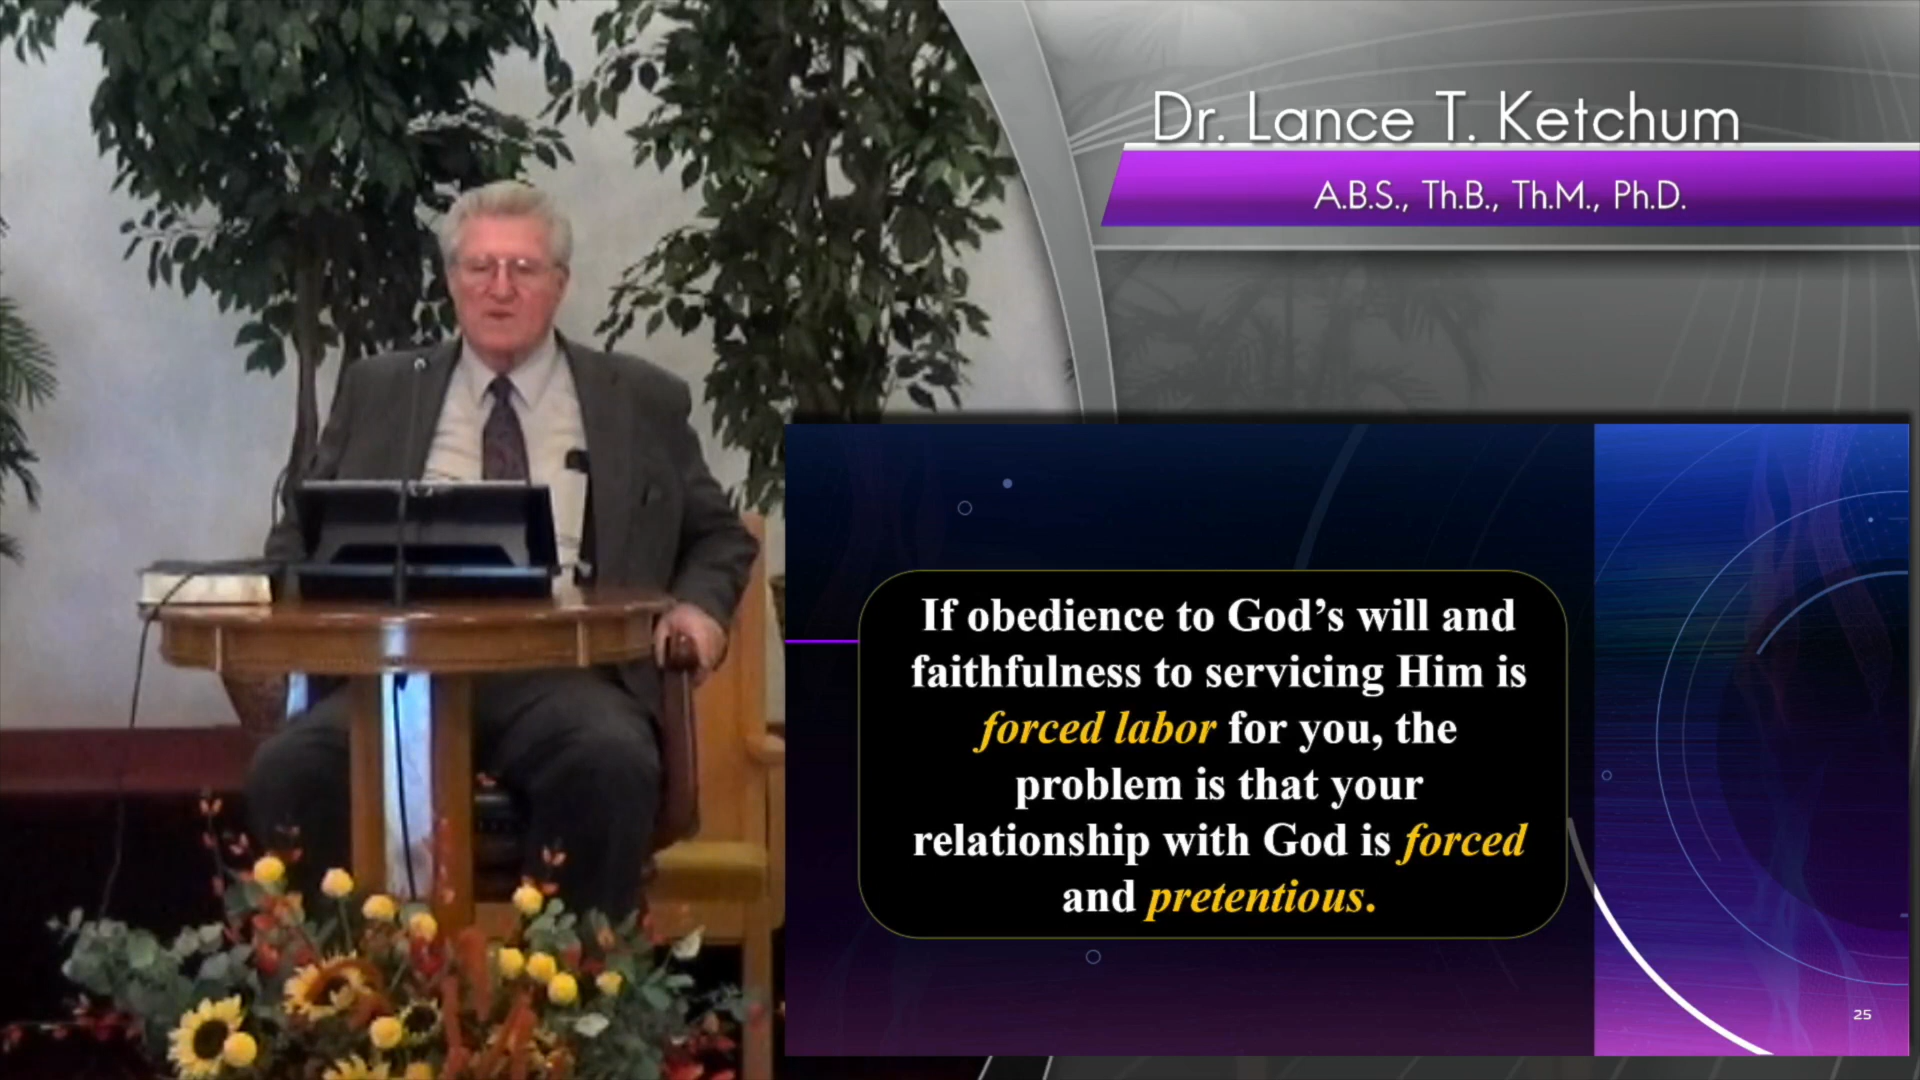 Dr. Lance T. Ketchum
A.B.S., Th.B., Th.M., Ph.D.
If obedience to God’s will and
faithfulness to servicing Him is
forced labor for you, the
problem is that your
relationship with God is forced
and pretentious.
25